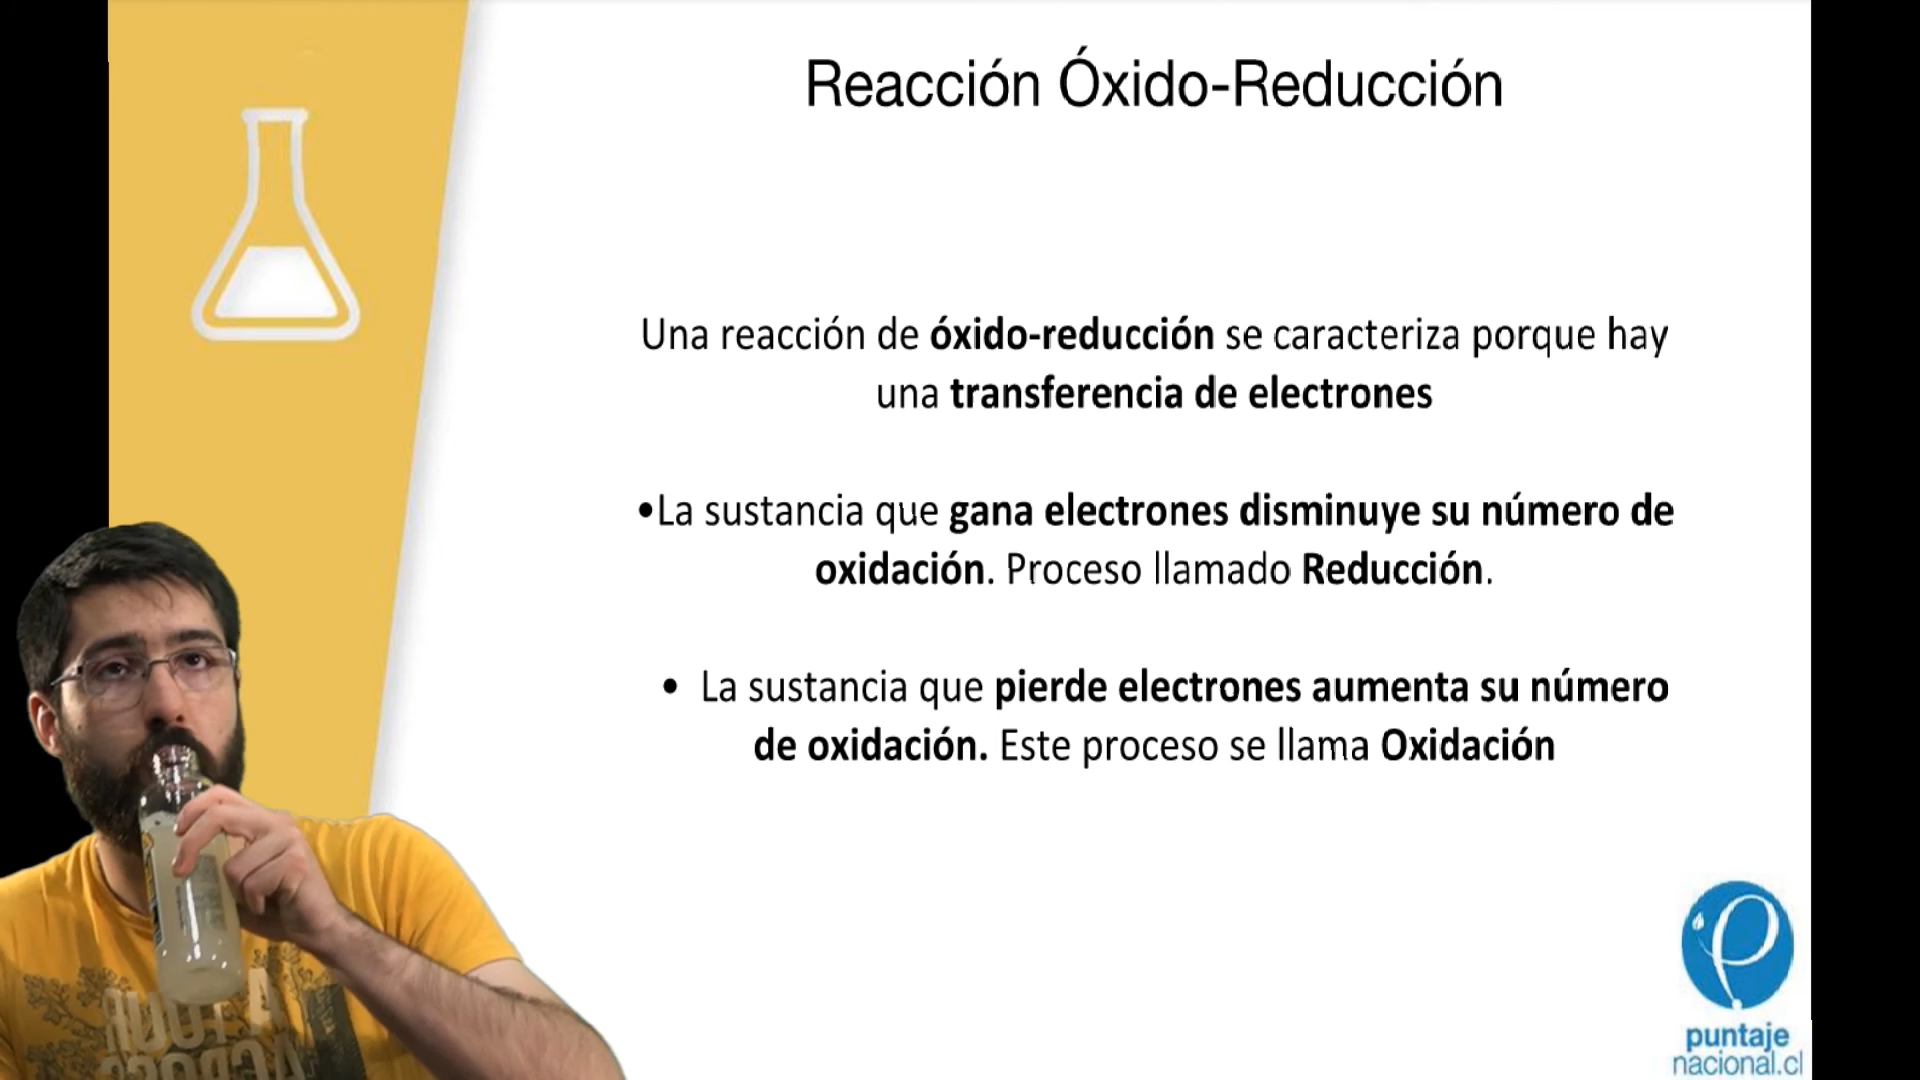 Reacción Óxido-Reducción
Una reacción de óxido-reducción se caracteriza porque hay
una transferencia de electrones
•La sustancia que gana electrones disminuye su número de
oxidación. Proceso llamado Reducción.
• La sustancia que pierde electrones aumenta su número
de oxidación. Este proceso se llama Oxidación
puntaje
nacional.cl